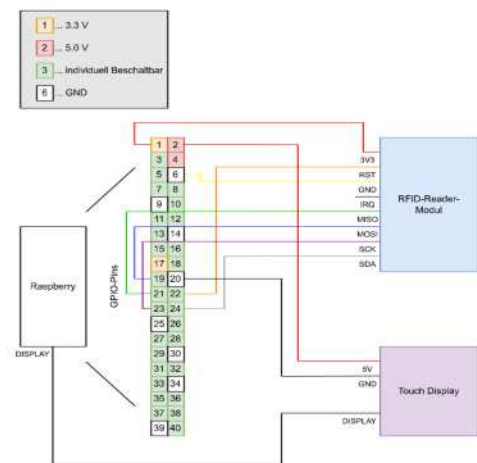 1 ... 3.3 V
2 ... 5.0 V
3 ... individuell Beschaltbar
6 ... GND
1 2
3 4
5 6
7 8
9 10
11 12
13 14
15 16
17 18
19 20
21 22
23 24
25 26
27 28
29 30
31 32
33 34
35 36
37 38
39 40
GPIO-Pins
Raspberry
DISPLAY
3V3
RST
GND
IRQ
MISO
MOSI
SCK
SDA
RFID-Reader-
Modul
5V
GND
DISPLAY
Touch Display